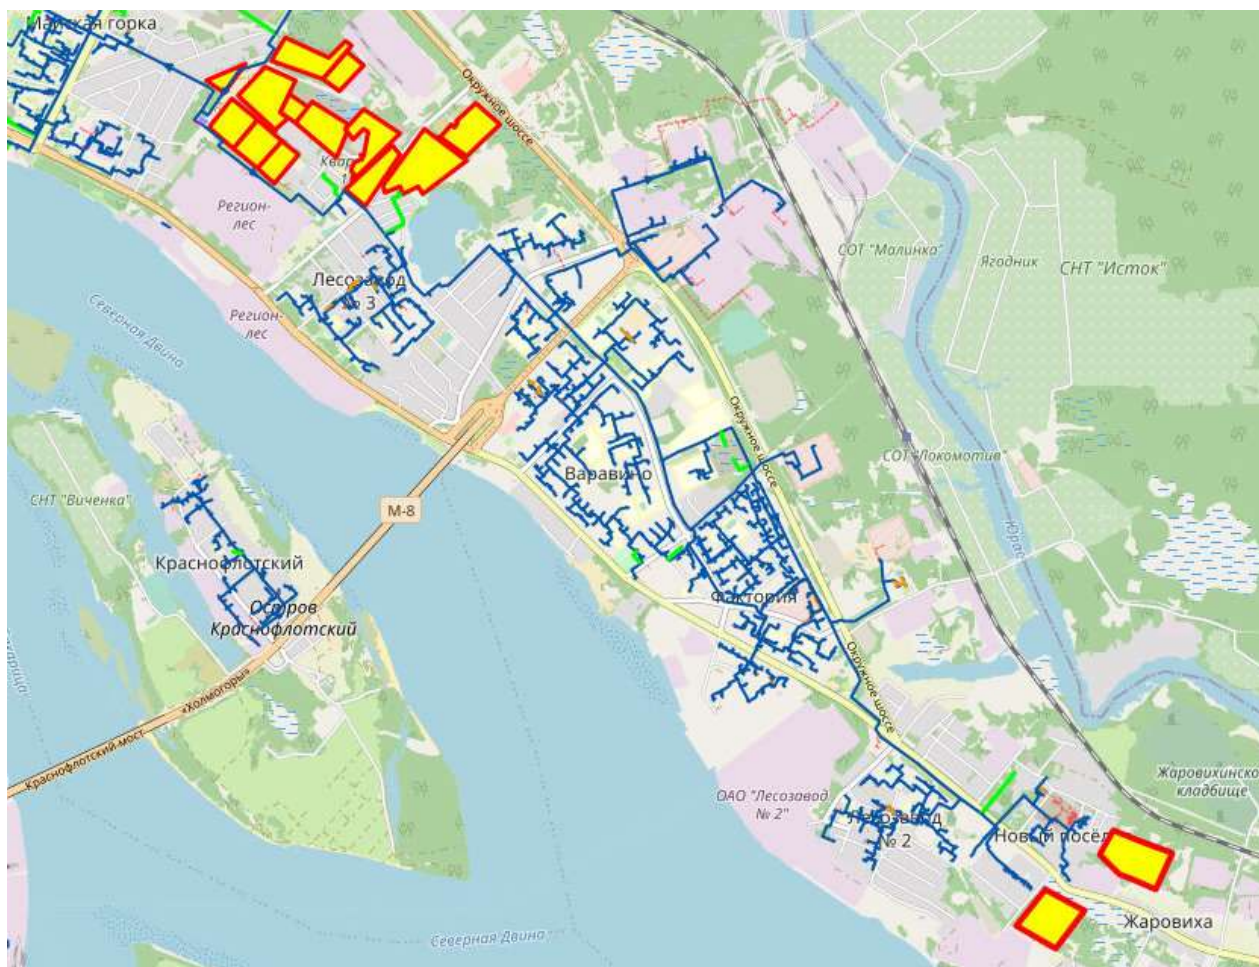 Майская горка
Окружное шоссе
Регион-
лес
СОТ "Малинка"
Ягодник
СНТ "Исток"
Лесозавод
№ 3
Северная Двина
Регион-
лес
Окружное шоссе
Варавино
СОТ "Локомотив"
СНТ "Виченка"
М-8
Юрас
Краснофлотский
Остров
Краснофлотский
Фактория
Окружное шоссе
«Холмогоры»
Краснофлотский мост
ОАО "Лесозавод
№ 2"
Жаровихинско
кладбище
Лесозавод
№ 2
Новый посёл
Жаровиха
Северная Двина